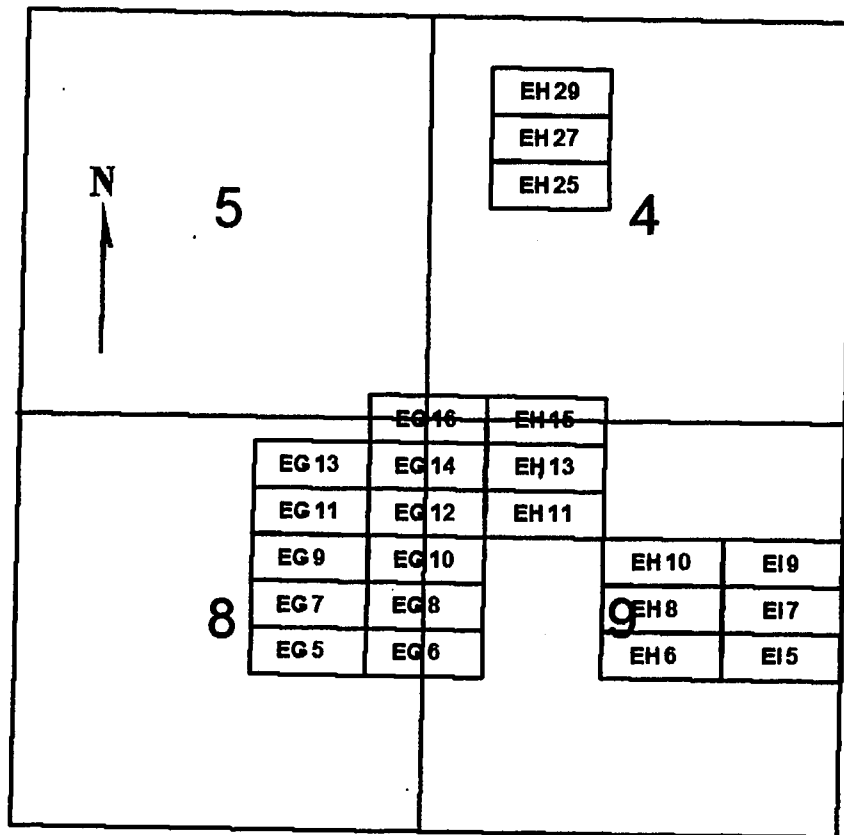 EH 29
EH 27
N
5
EH 25
4
EG 16
EH 15
EG 13
EG 14
EH 13
EG 11
EG 12
EH 11
EG 9
EG 10
EH 10
EI 9
8
EG 7
EG 8
9
EH 8
EI 7
EG 5
EG 6
EH 6
EI 5